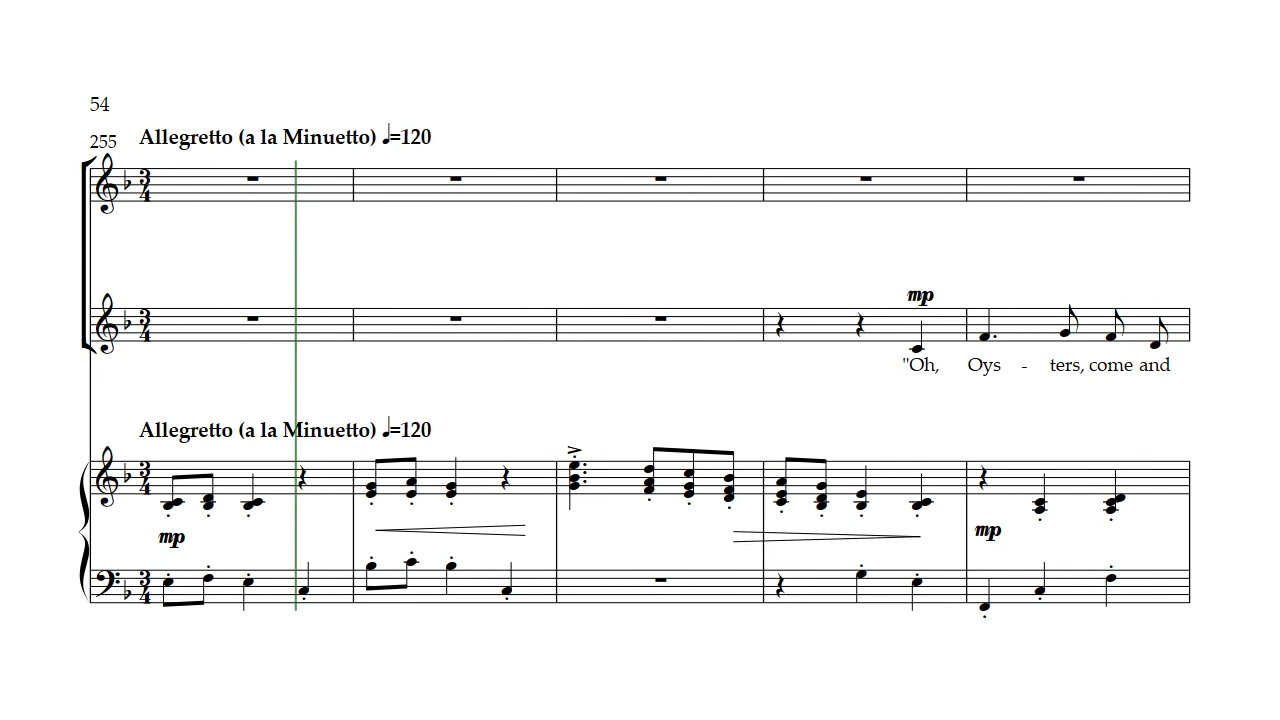 54
255 Allegretto (a la Minuetto) ♩=120
mp
"Oh, Oys - ters, come and
Allegretto (a la Minuetto) ♩=120
mp
mp